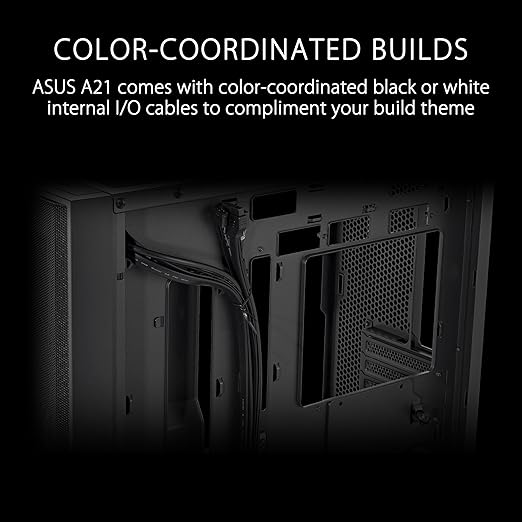 COLOR-COORDINATED BUILDS
ASUS A21 comes with color-coordinated black or white
internal I/O cables to compliment your build theme